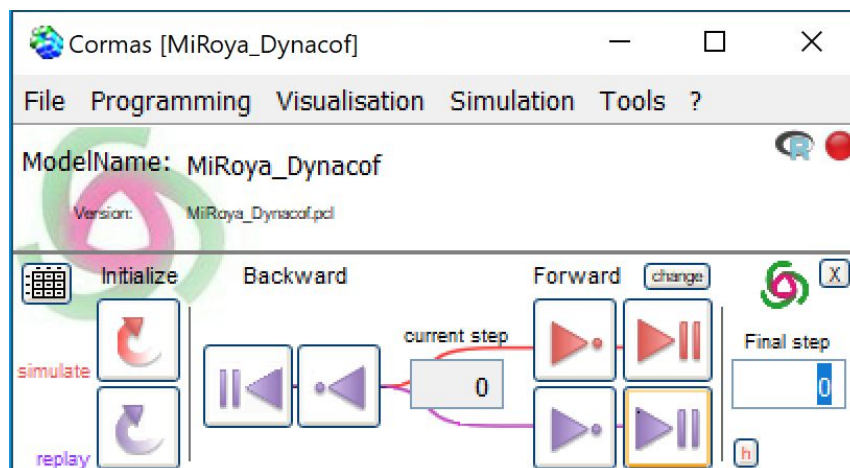 Cormas [MiRoya_Dynacof]
File Programming Visualisation Simulation Tools ?
R
ModelName: MiRoya_Dynacof
Version: MiRoya_Dynacof.pcl
Initialize Backward Forward change X
current step Final step
simulate 0 0
replay h